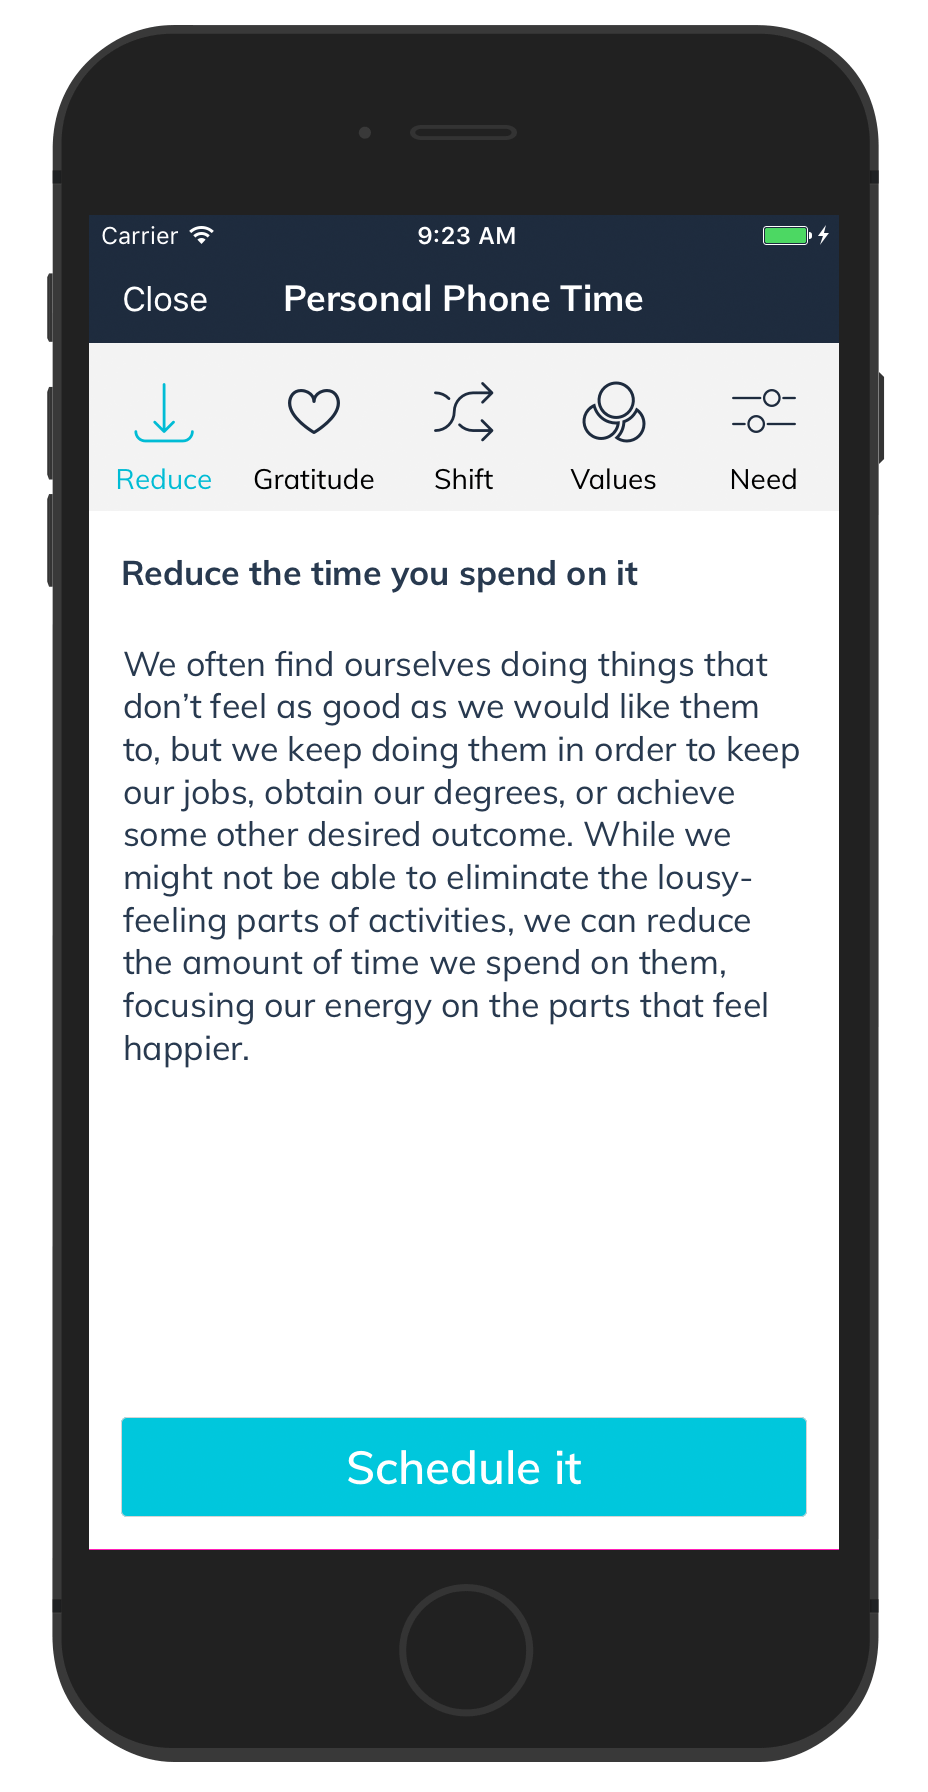 Carrier 9:23 AM
Close Personal Phone Time
Reduce Gratitude Shift Values Need
Reduce the time you spend on it
We often find ourselves doing things that
don’t feel as good as we would like them
to, but we keep doing them in order to keep
our jobs, obtain our degrees, or achieve
some other desired outcome. While we
might not be able to eliminate the lousy-
feeling parts of activities, we can reduce
the amount of time we spend on them,
focusing our energy on the parts that feel
happier.
Schedule it